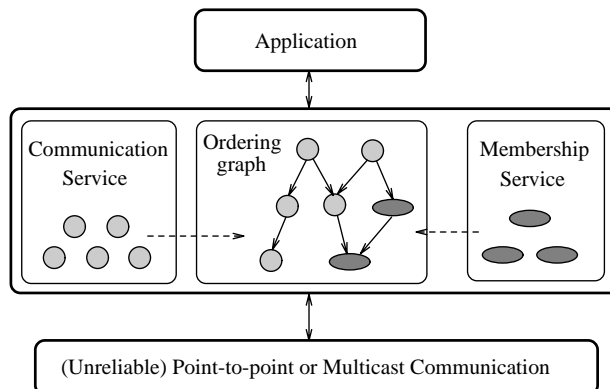 Application
Communication
Service
Ordering
graph
Membership
Service
(Unreliable) Point-to-point or Multicast Communication